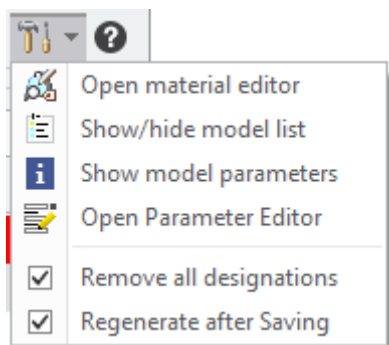 Open material editor
Show/hide model list
Show model parameters
Open Parameter Editor
Remove all designations
Regenerate after Saving